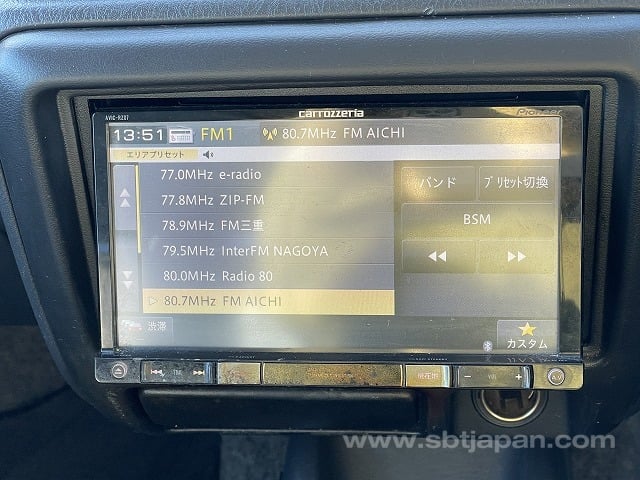 AVIC-RZ07 carrozzeria Pioneer
13:51 FM1 80.7MHz FM AICHI
エリアプリセット
77.0MHz e-radio
77.8MHz ZIP-FM
78.9MHz FM三重
79.5MHz InterFM NAGOYA
80.0MHz Radio 80
▷ 80.7MHz FM AICHI
バンド プリセット切換
BSM
渋滞
カスタム
VOL
www.sbtjapan.com